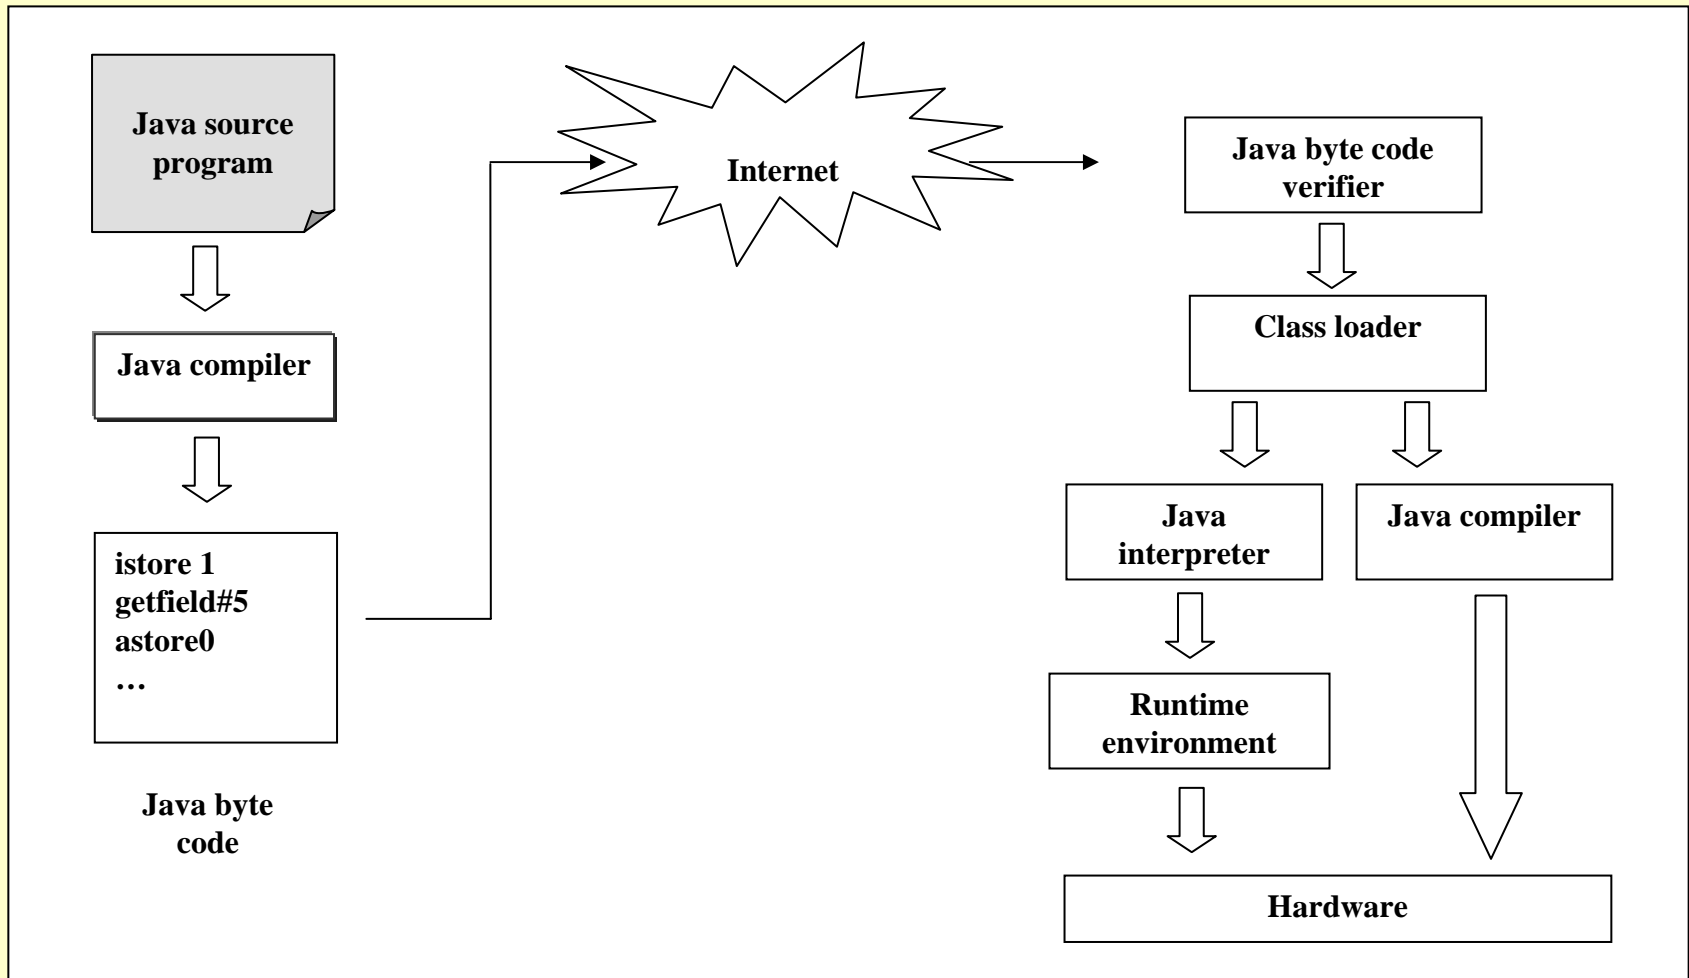 Java source
program
Java compiler
istore 1
getfield#5
astore0
…
Java byte
code
Internet
Java byte code
verifier
Class loader
Java
interpreter
Java compiler
Runtime
environment
Hardware